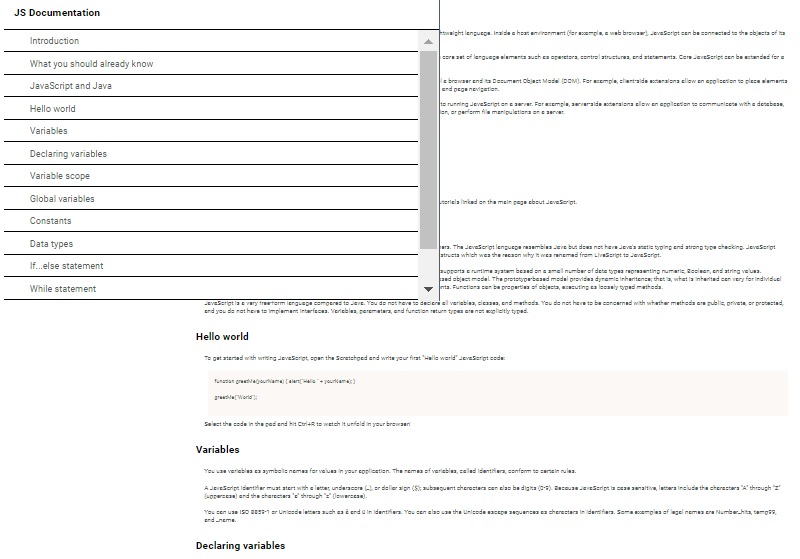 JS Documentation
Introduction
What you should already know
JavaScript and Java
Hello world
Variables
Declaring variables
Variable scope
Global variables
Constants
Data types
If...else statement
While statement
htweight language. Inside a host environment (for example, a web browser), JavaScript can be connected to the objects of its
core set of language elements such as operators, control structures, and statements. Core JavaScript can be extended for a
a browser and its Document Object Model (DOM). For example, client-side extensions allow an application to place elements
end page navigation.
to running JavaScript on a server. For example, server-side extensions allow an application to communicate with a database,
ion, or perform file manipulations on a server.
utorials linked on the main page about JavaScript.
ers. The JavaScript language resembles Java but does not have Java's static typing and strong type checking. JavaScript
structs which was the reason why it was renamed from LiveScript to JavaScript.
supports a runtime system based on a small number of data types representing numeric, Boolean, and string values.
sed object model. The prototype-based model provides dynamic inheritance; that is, what is inherited can vary for individual
nts. Functions can be properties of objects, executing as loosely typed methods.
JavaScript is a very free-form language compared to Java. You do not have to declare all variables, classes, and methods. You do not have to be concerned with whether methods are public, private, or protected,
and you do not have to implement interfaces. Variables, parameters, and function return types are not explicitly typed.
Hello world
To get started with writing JavaScript, open the Scratchpad and write your first "Hello world" JavaScript code:
function greetMe(yourName) { alert("Hello " + yourName); }
greetMe("World");
Select the code in the pad and hit Ctrl+R to watch it unfold in your browser!
Variables
You use variables as symbolic names for values in your application. The names of variables, called identifiers, conform to certain rules.
A JavaScript identifier must start with a letter, underscore (_), or dollar sign ($); subsequent characters can also be digits (0-9). Because JavaScript is case sensitive, letters include the characters "A" through "Z"
(uppercase) and the characters "a" through "z" (lowercase).
You can use ISO 8859-1 or Unicode letters such as å and ü in identifiers. You can also use the Unicode escape sequences as characters in identifiers. Some examples of legal names are Number_hits, temp99,
and _name.
Declaring variables